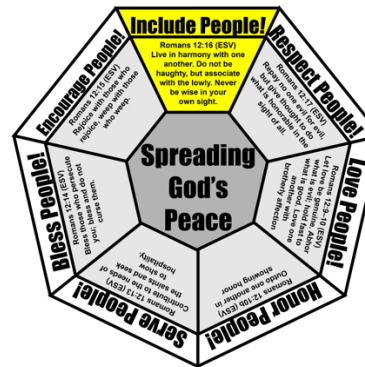 Include People!
Romans 12:16 (ESV)
Live in harmony with one
another. Do not be
haughty, but associate
with the lowly. Never
be wise in your
own sight.
Respect People!
Romans 12:17 (ESV)
Repay no one evil for evil,
but give thought to do
what is honorable in the
sight of all.
Love People!
Romans 12:9-10 (ESV)
Let love be genuine. Abhor
what is evil; hold fast to
what is good. Love one
another with
brotherly affection
Honor People!
Romans 12:10b (ESV)
Outdo one another in
showing honor
Serve People!
Romans 12:13 (ESV)
Contribute to the needs of
the saints and seek
to show
hospitality.
Bless People!
Romans 12:14 (ESV)
Bless those who persecute
you; bless and do not
curse them.
Encourage People!
Romans 12:15 (ESV)
Rejoice with those who
rejoice, weep with those
who weep.
Spreading
God's
Peace